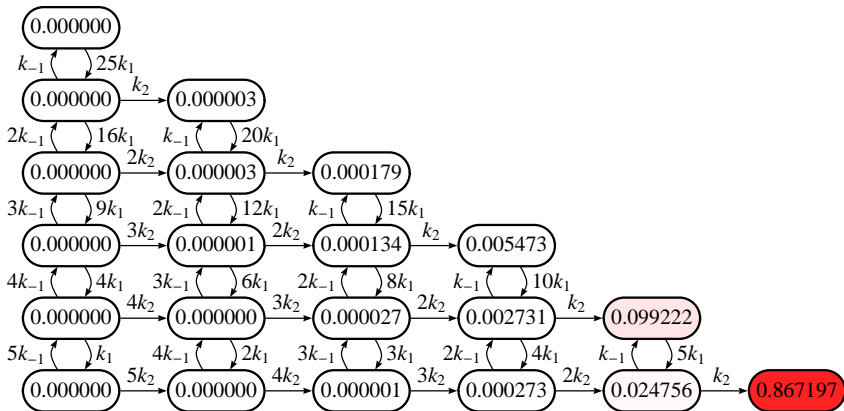 0.000000
k₋₁ 25k₁
k₂
0.000000 0.000003
2k₋₁ 16k₁ k₋₁ 20k₁
2k₂ k₂
0.000000 0.000003 0.000179
3k₋₁ 9k₁ 2k₋₁ 12k₁ k₋₁ 15k₁
3k₂ 2k₂ k₂
0.000000 0.000001 0.000134 0.005473
4k₋₁ 4k₁ 3k₋₁ 6k₁ 2k₋₁ 8k₁ k₋₁ 10k₁
4k₂ 3k₂ 2k₂ k₂
0.000000 0.000000 0.000027 0.002731 0.099222
5k₋₁ k₁ 4k₋₁ 2k₁ 3k₋₁ 3k₁ 2k₋₁ 4k₁ k₋₁ 5k₁
5k₂ 4k₂ 3k₂ 2k₂ k₂
0.000000 0.000000 0.000001 0.000273 0.024756 0.867197